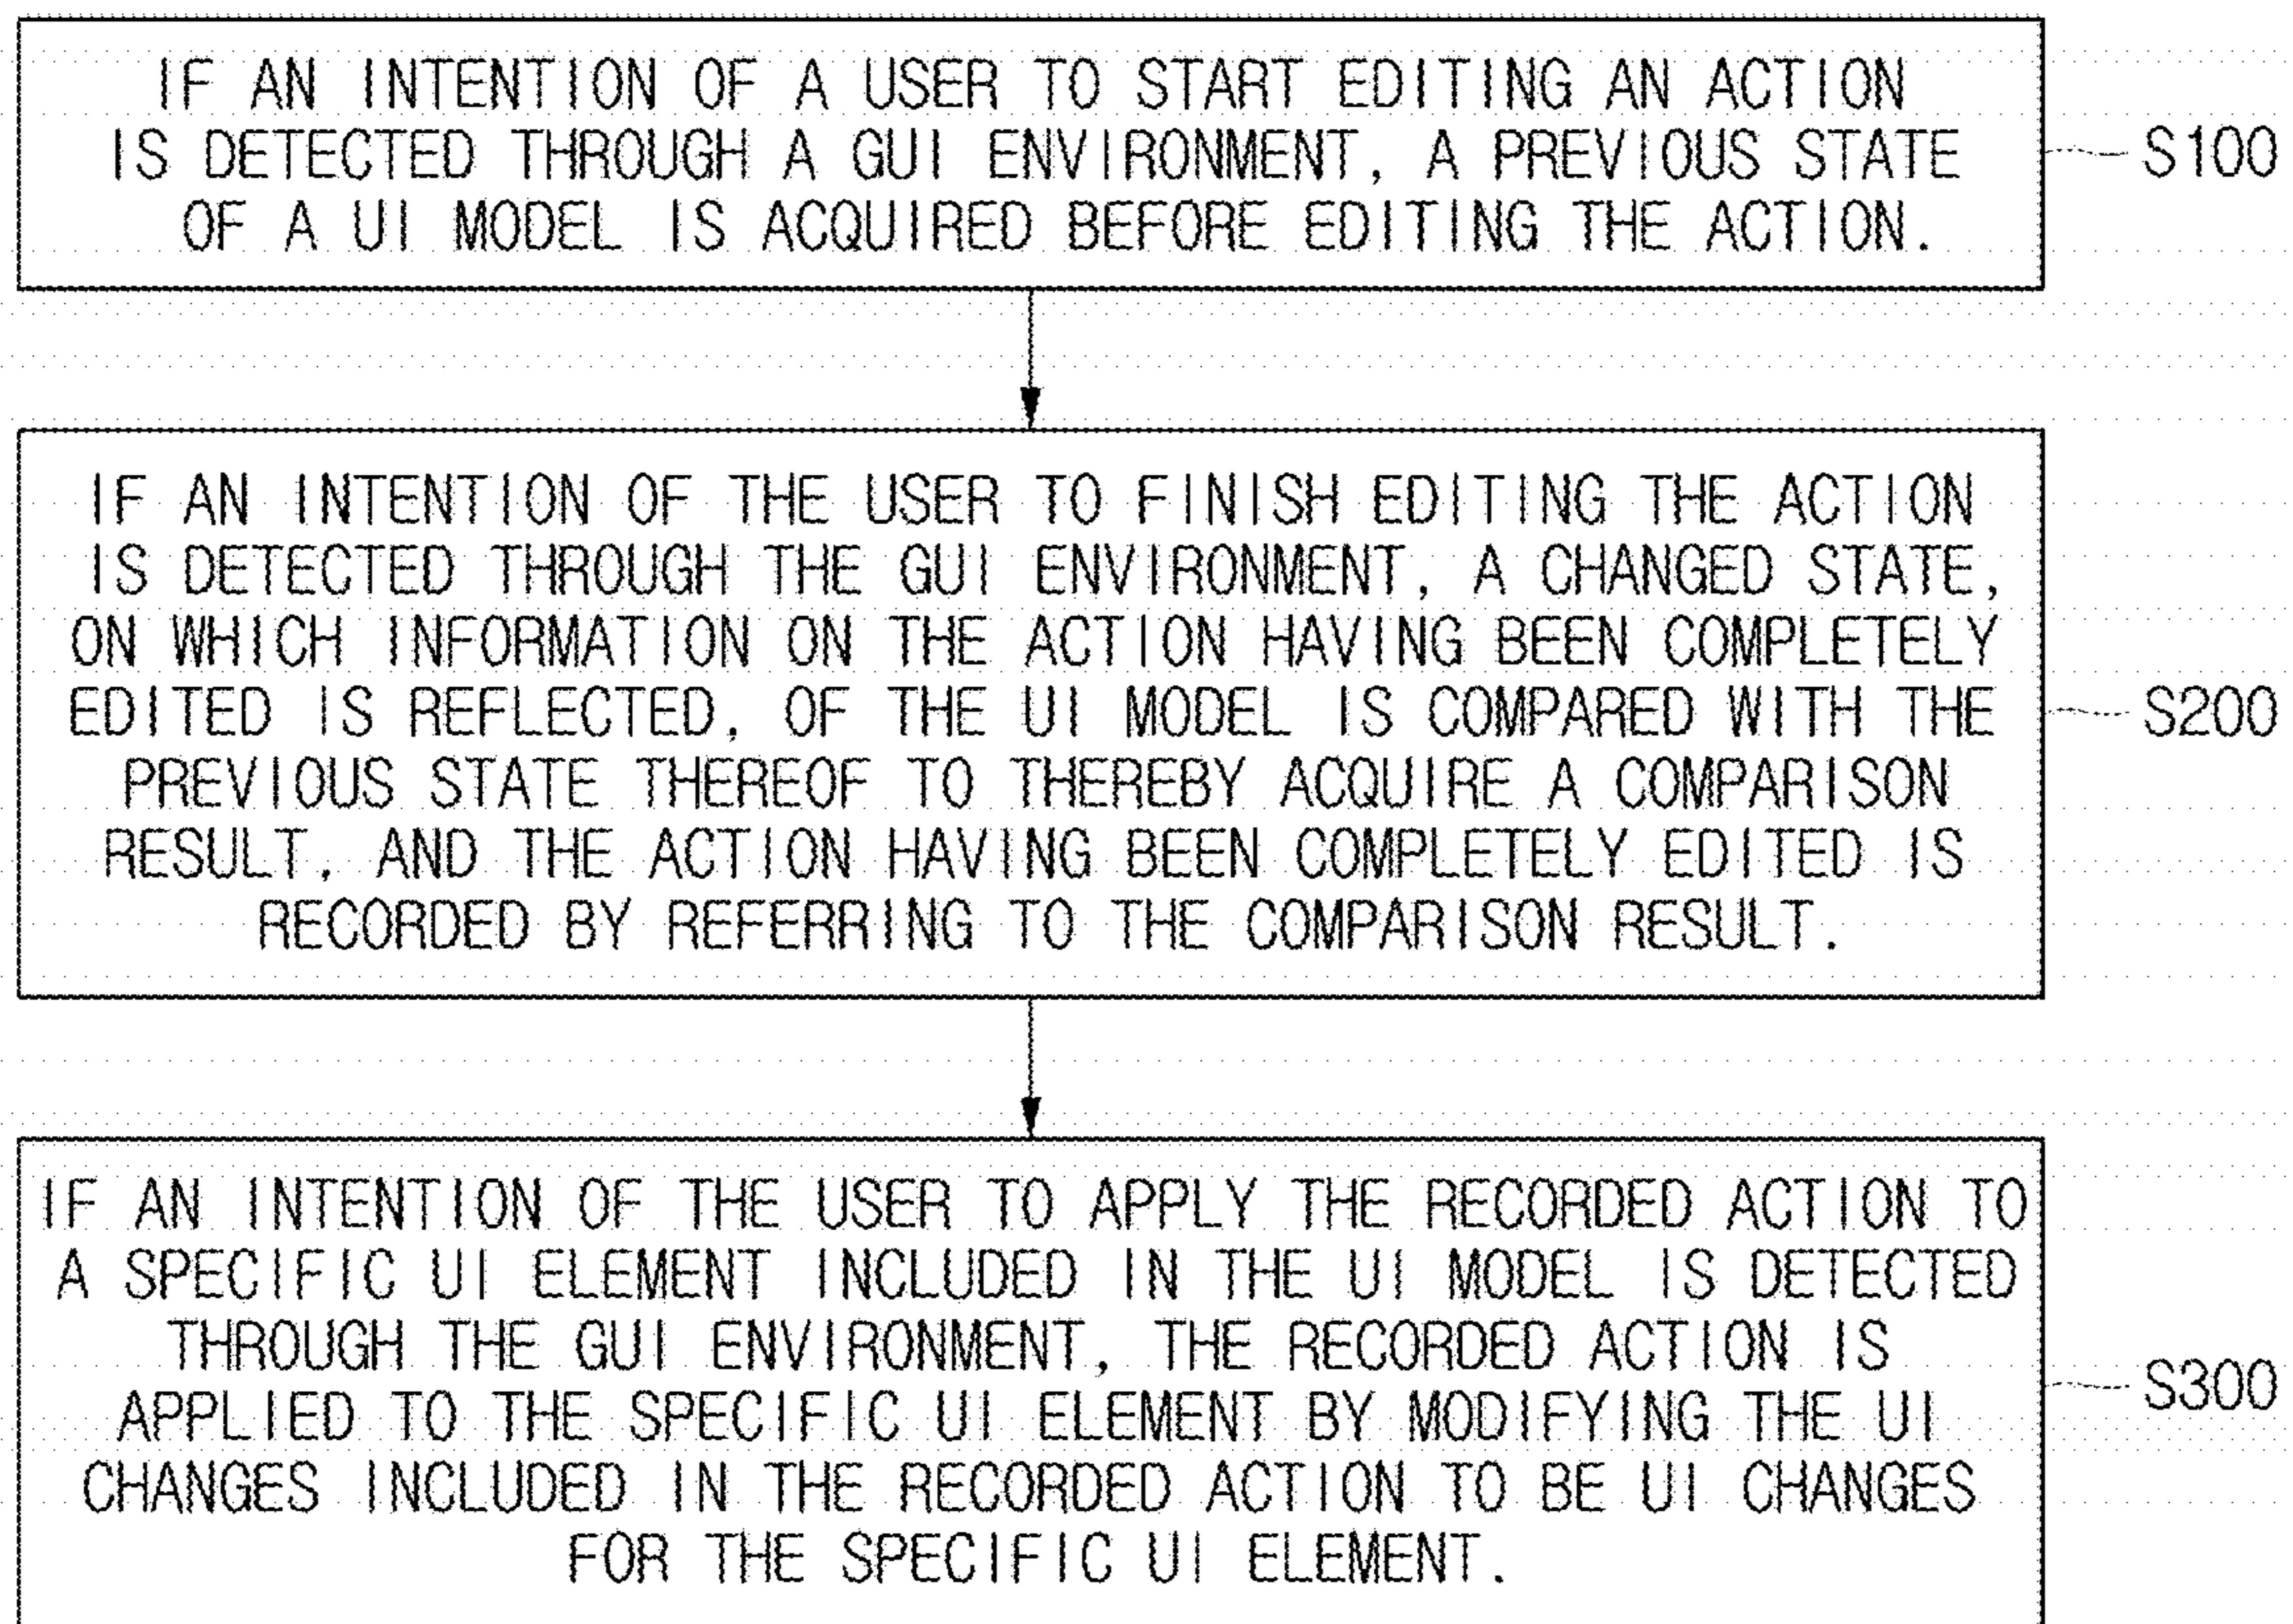 IF AN INTENTION OF A USER TO START EDITING AN ACTION
IS DETECTED THROUGH A GUI ENVIRONMENT, A PREVIOUS STATE
OF A UI MODEL IS ACQUIRED BEFORE EDITING THE ACTION.
S100
IF AN INTENTION OF THE USER TO FINISH EDITING THE ACTION
IS DETECTED THROUGH THE GUI ENVIRONMENT, A CHANGED STATE,
ON WHICH INFORMATION ON THE ACTION HAVING BEEN COMPLETELY
EDITED IS REFLECTED, OF THE UI MODEL IS COMPARED WITH THE
PREVIOUS STATE THEREOF TO THEREBY ACQUIRE A COMPARISON
RESULT, AND THE ACTION HAVING BEEN COMPLETELY EDITED IS
RECORDED BY REFERRING TO THE COMPARISON RESULT.
S200
IF AN INTENTION OF THE USER TO APPLY THE RECORDED ACTION TO
A SPECIFIC UI ELEMENT INCLUDED IN THE UI MODEL IS DETECTED
THROUGH THE GUI ENVIRONMENT, THE RECORDED ACTION IS
APPLIED TO THE SPECIFIC UI ELEMENT BY MODIFYING THE UI
CHANGES INCLUDED IN THE RECORDED ACTION TO BE UI CHANGES
FOR THE SPECIFIC UI ELEMENT.
S300